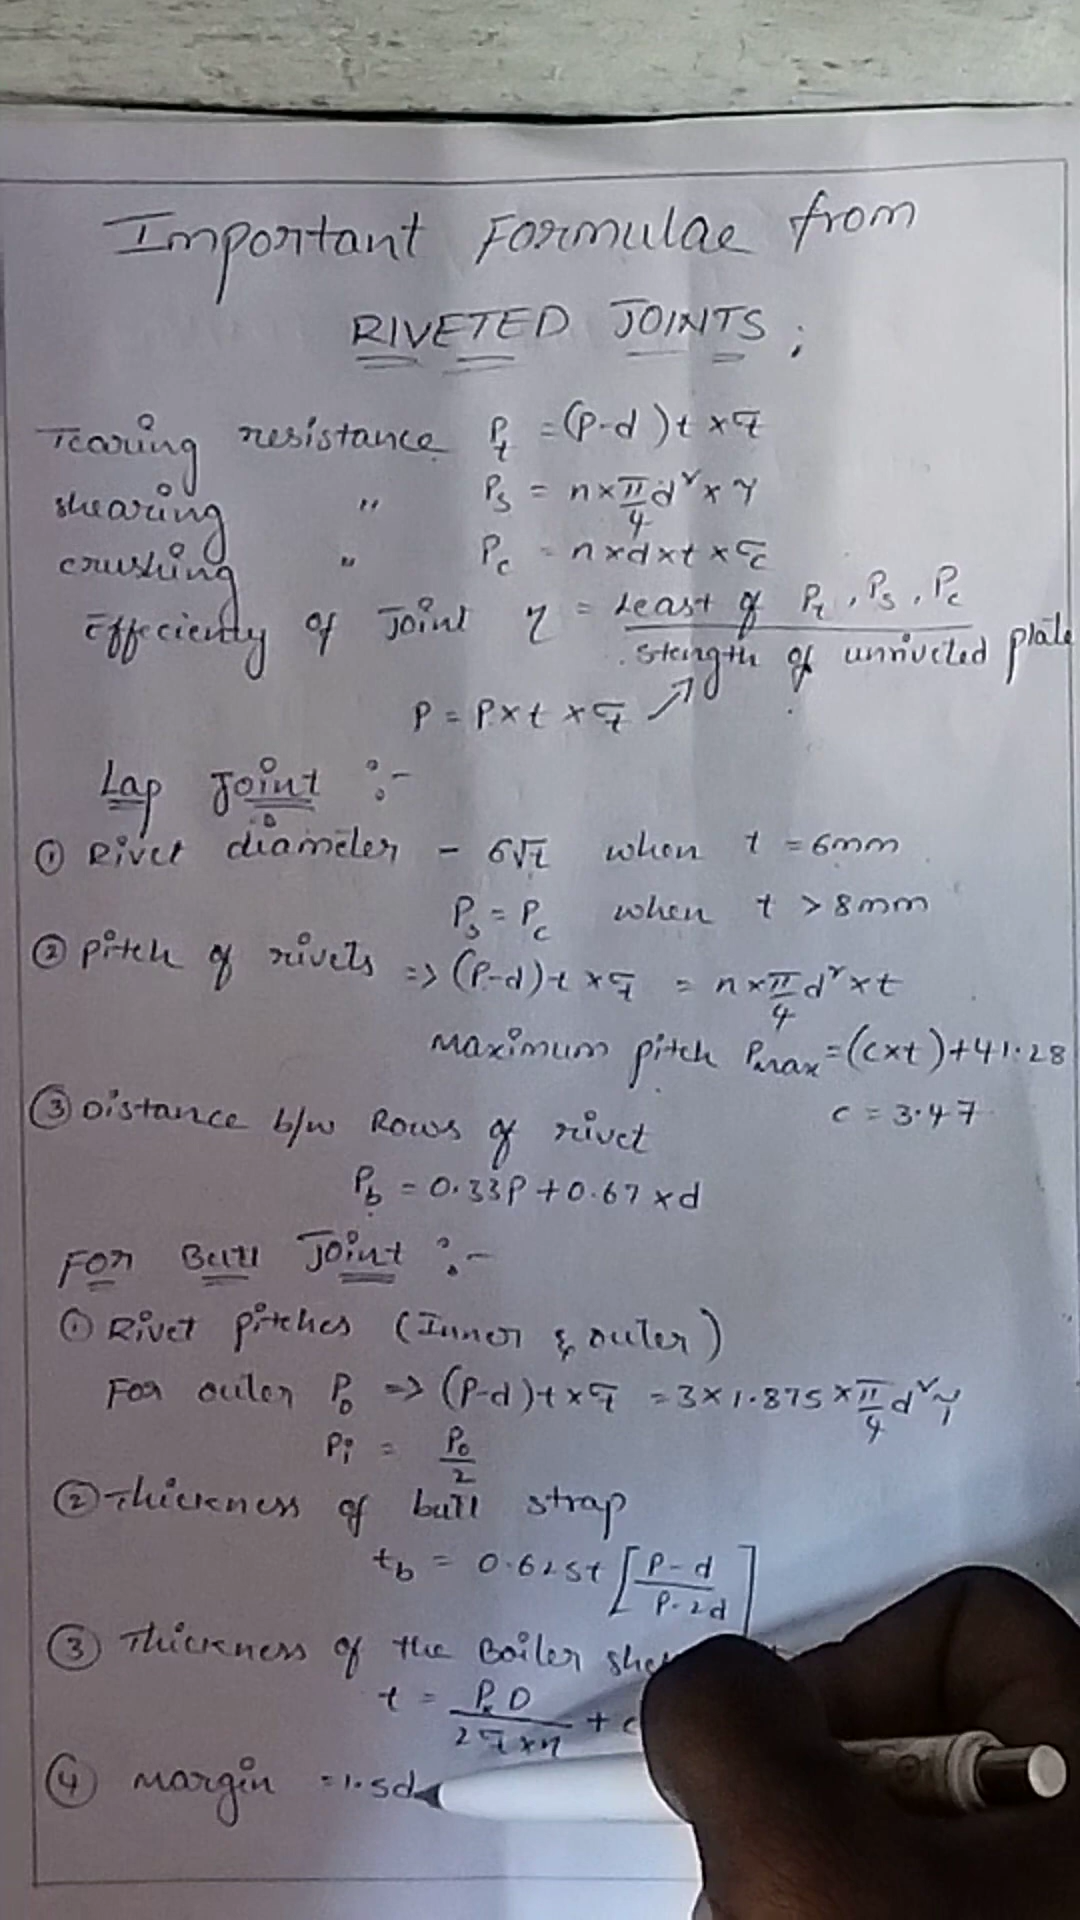 Important Formulae from
RIVETED JOINTS;
Tearing resistance Pt = (P-d)t×σt
shearing " Ps = n×π/4 d²×τ
crushing " Pc = n×d×t×σc
Effeciency of Joint η = Least of Pt, Ps, Pc / Stength of unriveted plate
P = P×t×σt
Lap Joint :-
① Rivet diameter - 6√t when t = 6mm
Ps = Pc when t > 8mm
② Pitch of rivets => (P-d)t×σt = n×π/4 d²×t
Maximum pitch Pmax = (c×t)+41.28
c = 3.47
③ Distance b/w Rows of rivet
Pb = 0.33P+0.67×d
For Butt Joint :-
① Rivet pitches (Inner & outer)
For outer Po => (P-d)t×σt = 3×1.875×π/4 d²τ
Pi = Po/2
② Thickness of butt strap
tb = 0.625t [P-d / P-2d]
③ Thickness of the Boiler she
t = P×D / 2σt×η + c
④ margin = 1.5d